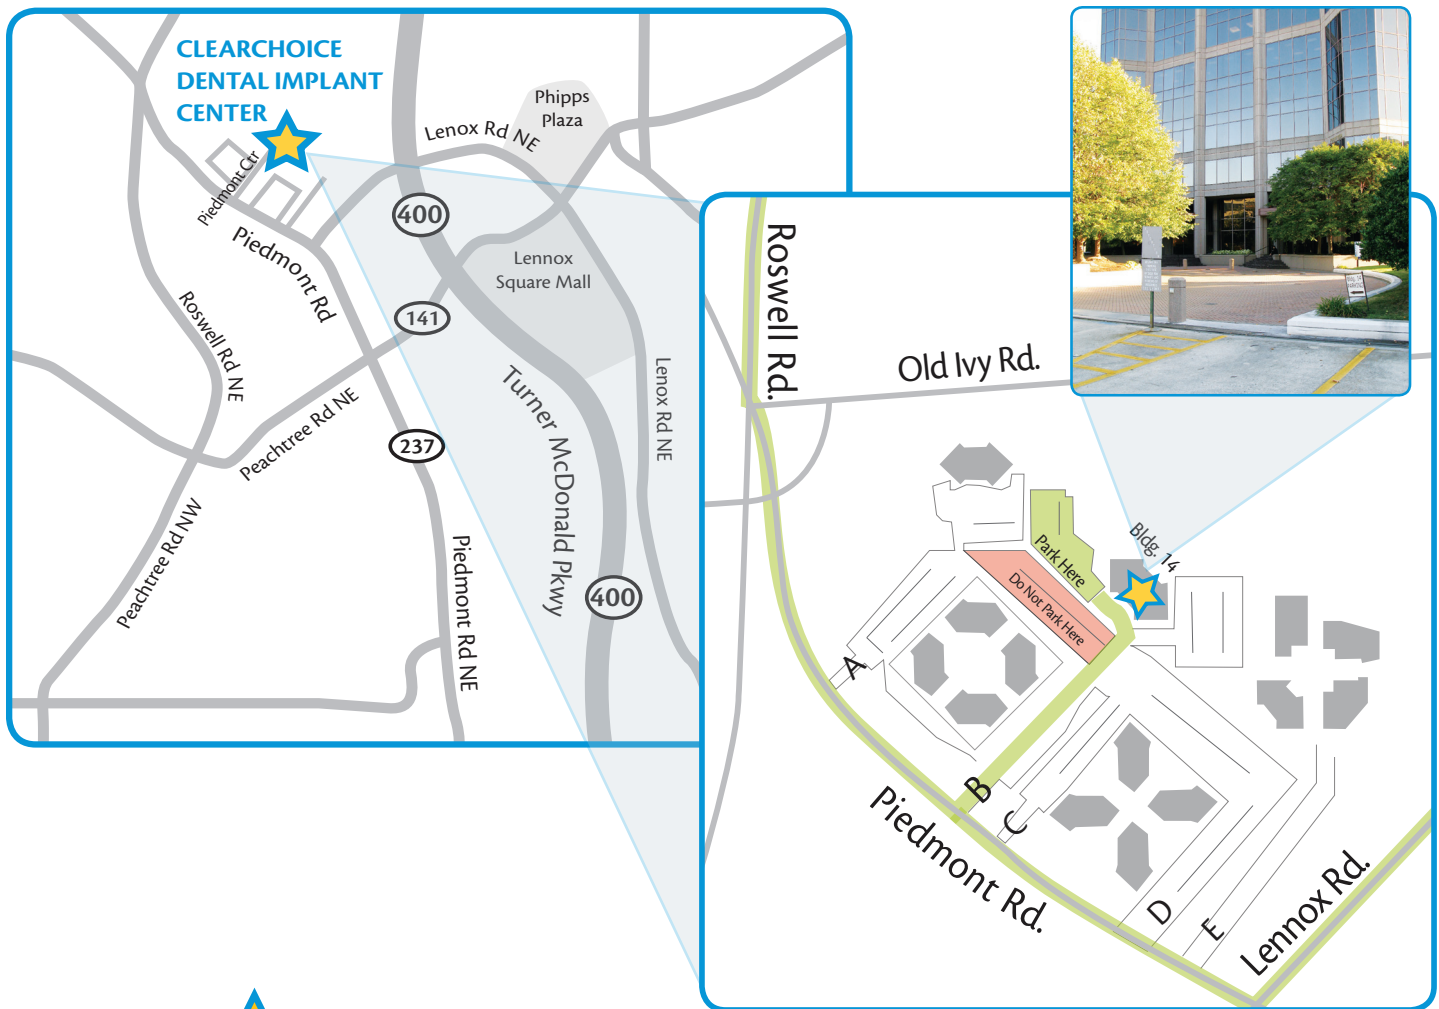 CLEARCHOICE
DENTAL IMPLANT
CENTER
Phipps
Plaza
Lenox Rd NE
Piedmont Ctr
400
Piedmont Rd
Lennox
Square Mall
141
Roswell Rd NE
Turner McDonald Pkwy
Lenox Rd NE
Peachtree Rd NE
237
Peachtree Rd NW
Piedmont Rd NE
400
Roswell Rd.
Old Ivy Rd.
Bldg. 14
Park Here
Do Not Park Here
A
B
C
Piedmont Rd.
D
E
Lennox Rd.